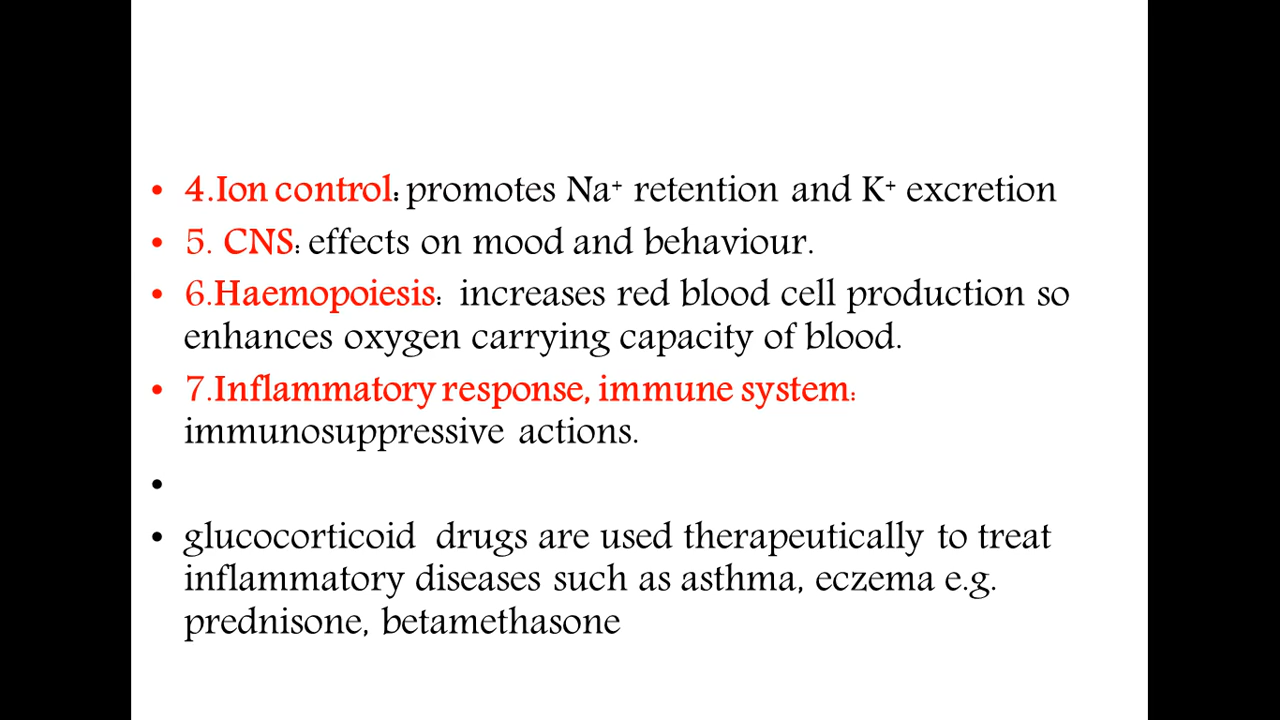 • 4.Ion control: promotes Na⁺ retention and K⁺ excretion
• 5. CNS: effects on mood and behaviour.
• 6.Haemopoiesis: increases red blood cell production so
enhances oxygen carrying capacity of blood.
• 7.Inflammatory response, immune system:
immunosuppressive actions.
•
• glucocorticoid drugs are used therapeutically to treat
inflammatory diseases such as asthma, eczema e.g.
prednisone, betamethasone